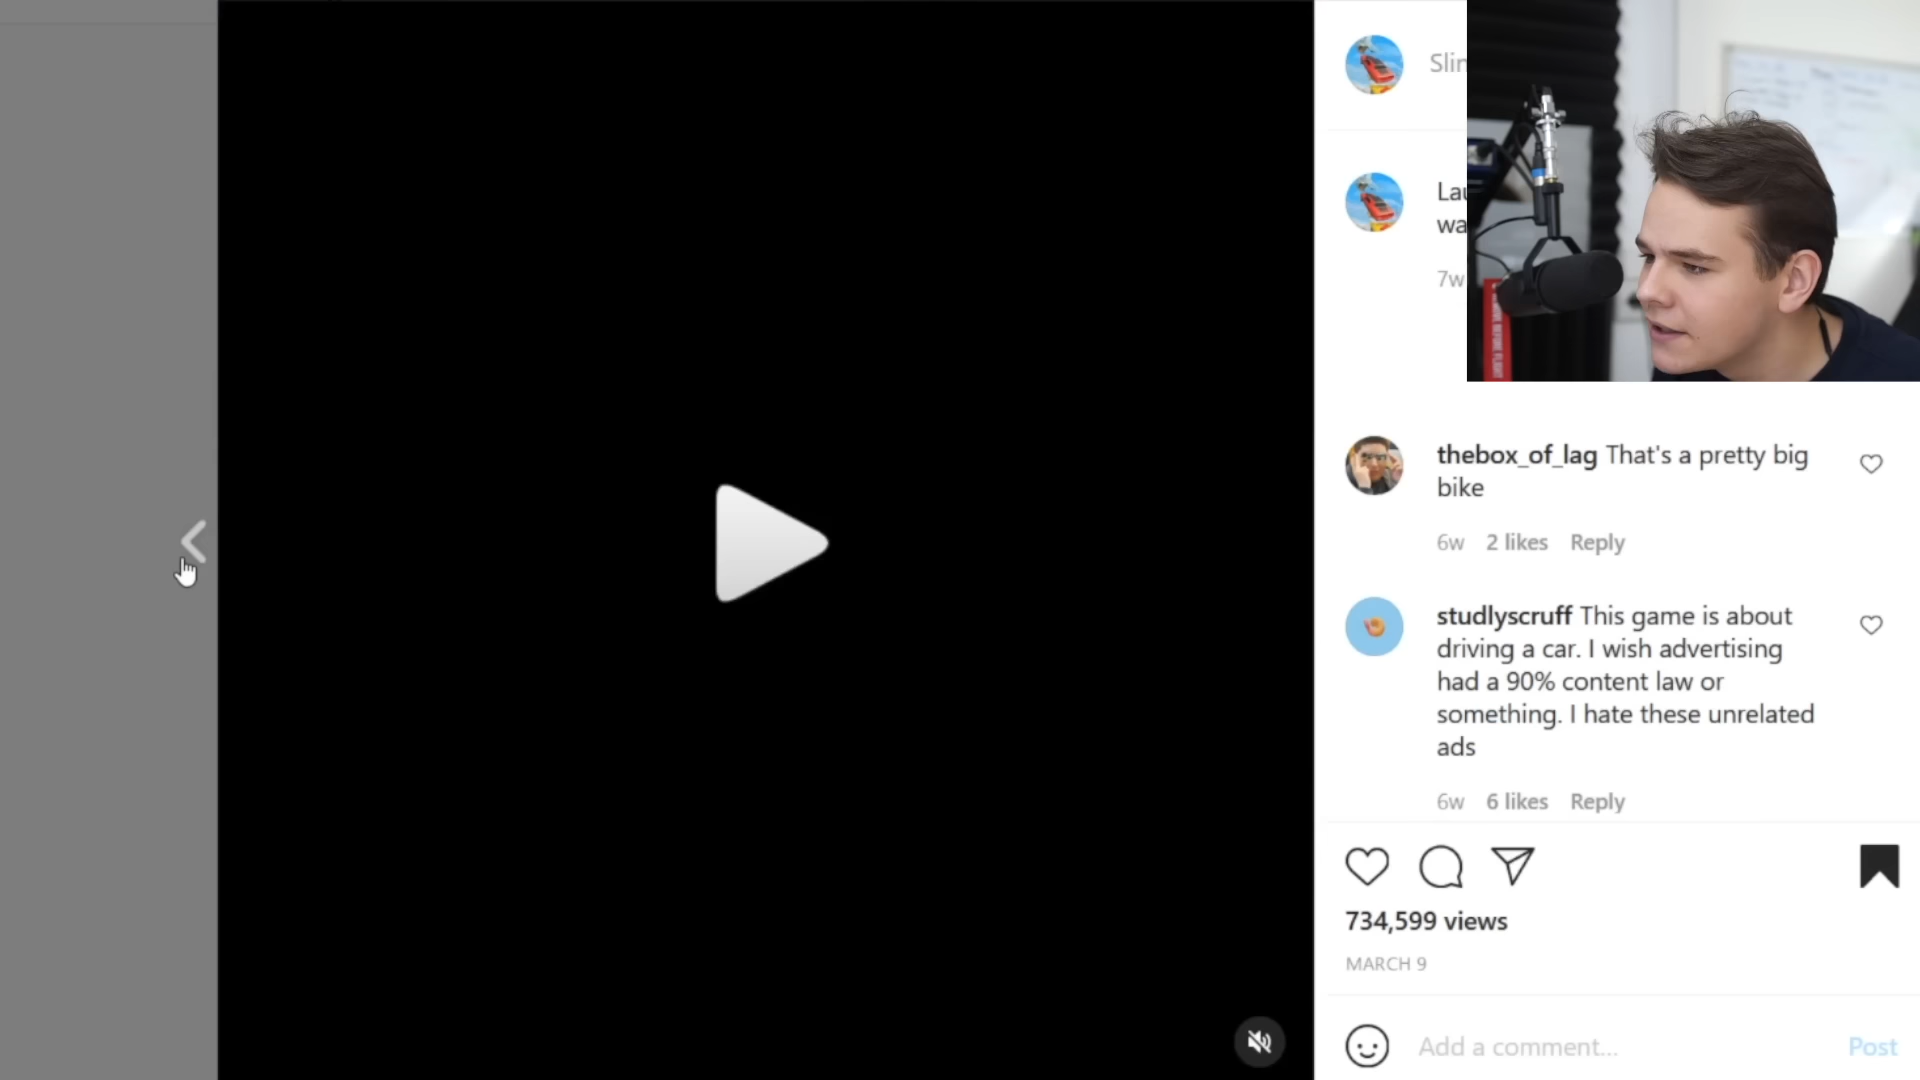 7w
thebox_of_lag That's a pretty big
bike
6w 2 likes Reply
studlyscruff This game is about
driving a car. I wish advertising
had a 90% content law or
something. I hate these unrelated
ads
6w 6 likes Reply
734,599 views
MARCH 9
Add a comment...
Post